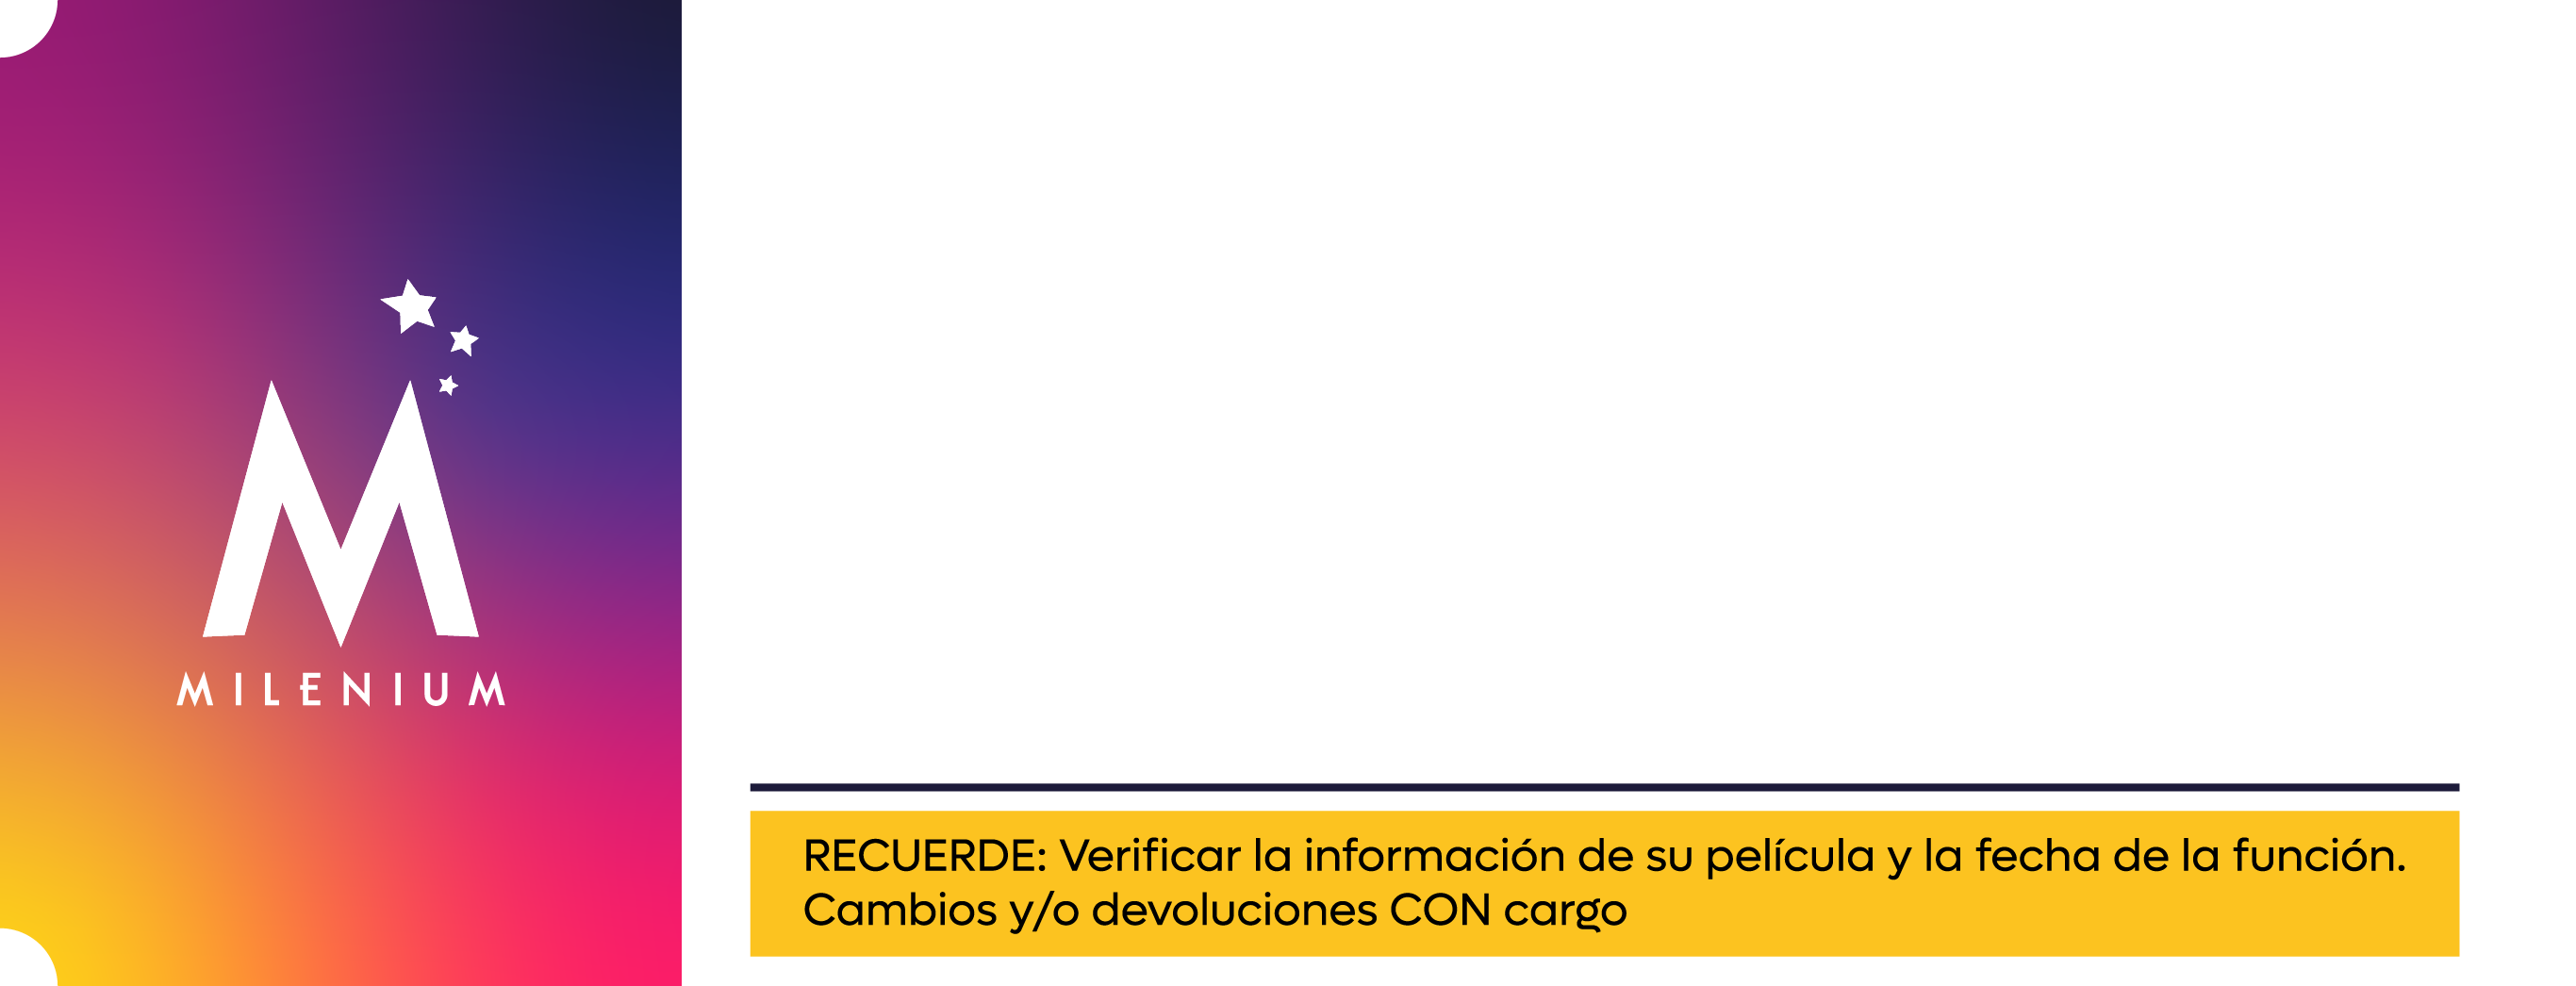 MILENIUM
RECUERDE: Verificar la información de su película y la fecha de la función.
Cambios y/o devoluciones CON cargo